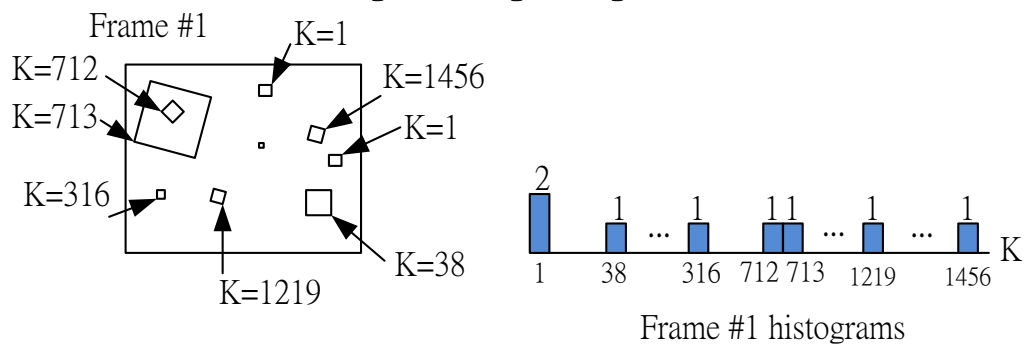 Frame #1
K=1
K=712
K=1456
K=713
K=1
K=316
K=38
K=1219
2
1 1 1 1 1 1
... ... ...
K
1 38 316 712 713 1219 1456
Frame #1 histograms